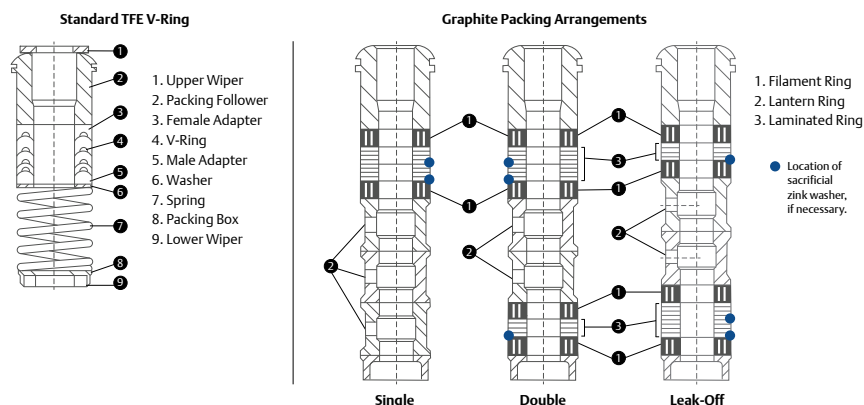 Standard TFE V-Ring
1
2
3
4
5
6
7
8
9
1. Upper Wiper
2. Packing Follower
3. Female Adapter
4. V-Ring
5. Male Adapter
6. Washer
7. Spring
8. Packing Box
9. Lower Wiper
Graphite Packing Arrangements
1
1
2
Single
1
3
1
2
1
3
1
Double
2
Leak-Off
1. Filament Ring
2. Lantern Ring
3. Laminated Ring
Location of
sacrificial
zink washer,
if necessary.